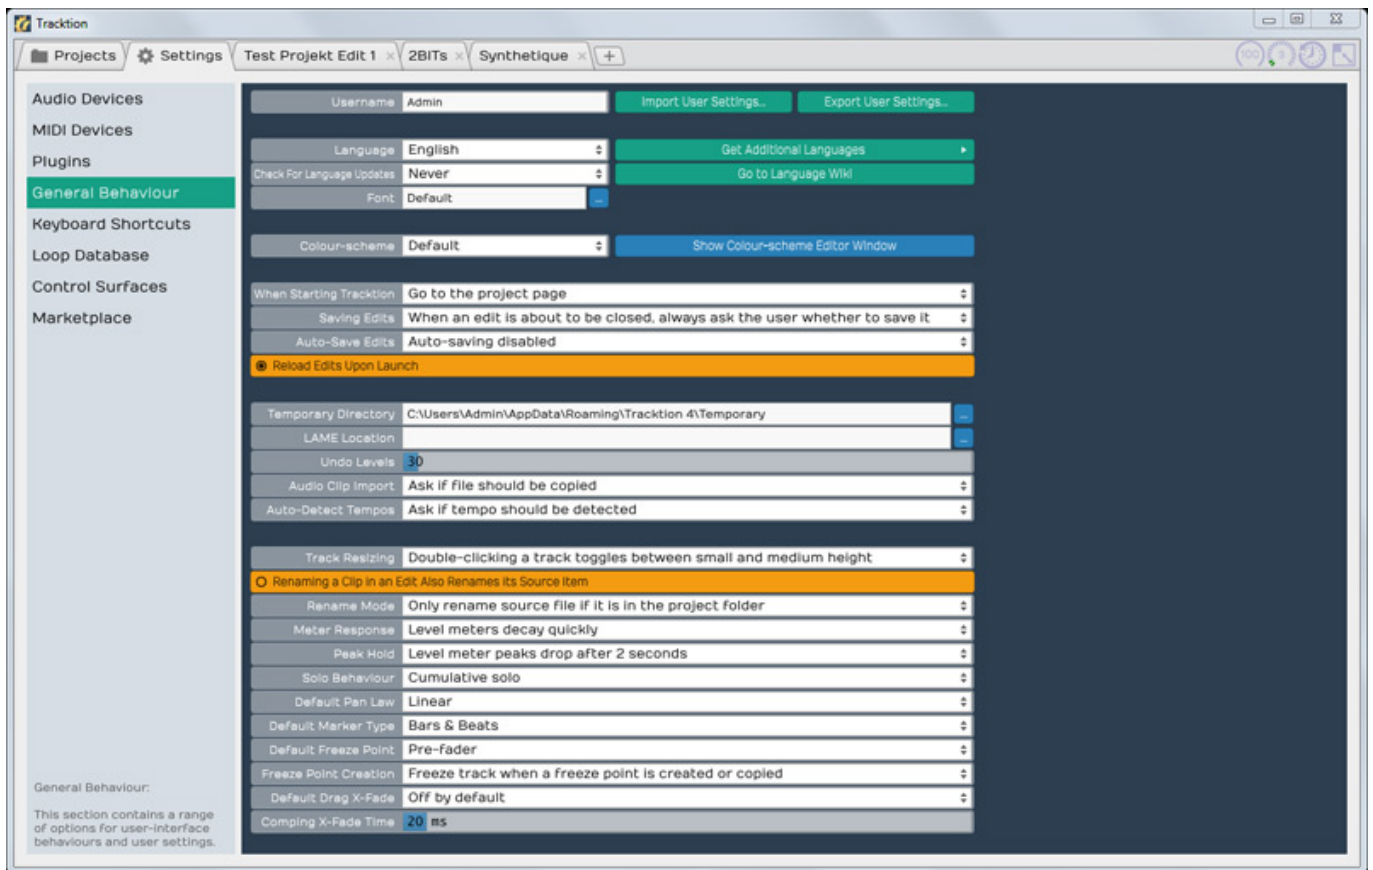 Tracktion
Projects
Settings
Test Projekt Edit 1
2BITs
Synthetique
Audio Devices
MIDI Devices
Plugins
General Behaviour
Keyboard Shortcuts
Loop Database
Control Surfaces
Marketplace
General Behaviour:
This section contains a range
of options for user-interface
behaviours and user settings.
Username Admin Import User Settings... Export User Settings...
Language English Get Additional Languages
Check For Language Updates Never Go to Language Wiki
Font Default ...
Colour-scheme Default Show Colour-scheme Editor Window
When Starting Tracktion Go to the project page
Saving Edits When an edit is about to be closed, always ask the user whether to save it
Auto-Save Edits Auto-saving disabled
Reload Edits Upon Launch
Temporary Directory C:\Users\Admin\AppData\Roaming\Tracktion 4\Temporary ...
LAME Location ...
Undo Levels 30
Audio Clip Import Ask if file should be copied
Auto-Detect Tempos Ask if tempo should be detected
Track Resizing Double-clicking a track toggles between small and medium height
Renaming a Clip in an Edit Also Renames its Source Item
Rename Mode Only rename source file if it is in the project folder
Meter Response Level meters decay quickly
Peak Hold Level meter peaks drop after 2 seconds
Solo Behaviour Cumulative solo
Default Pan Law Linear
Default Marker Type Bars & Beats
Default Freeze Point Pre-fader
Freeze Point Creation Freeze track when a freeze point is created or copied
Default Drag X-Fade Off by default
Comping X-Fade Time 20 ms